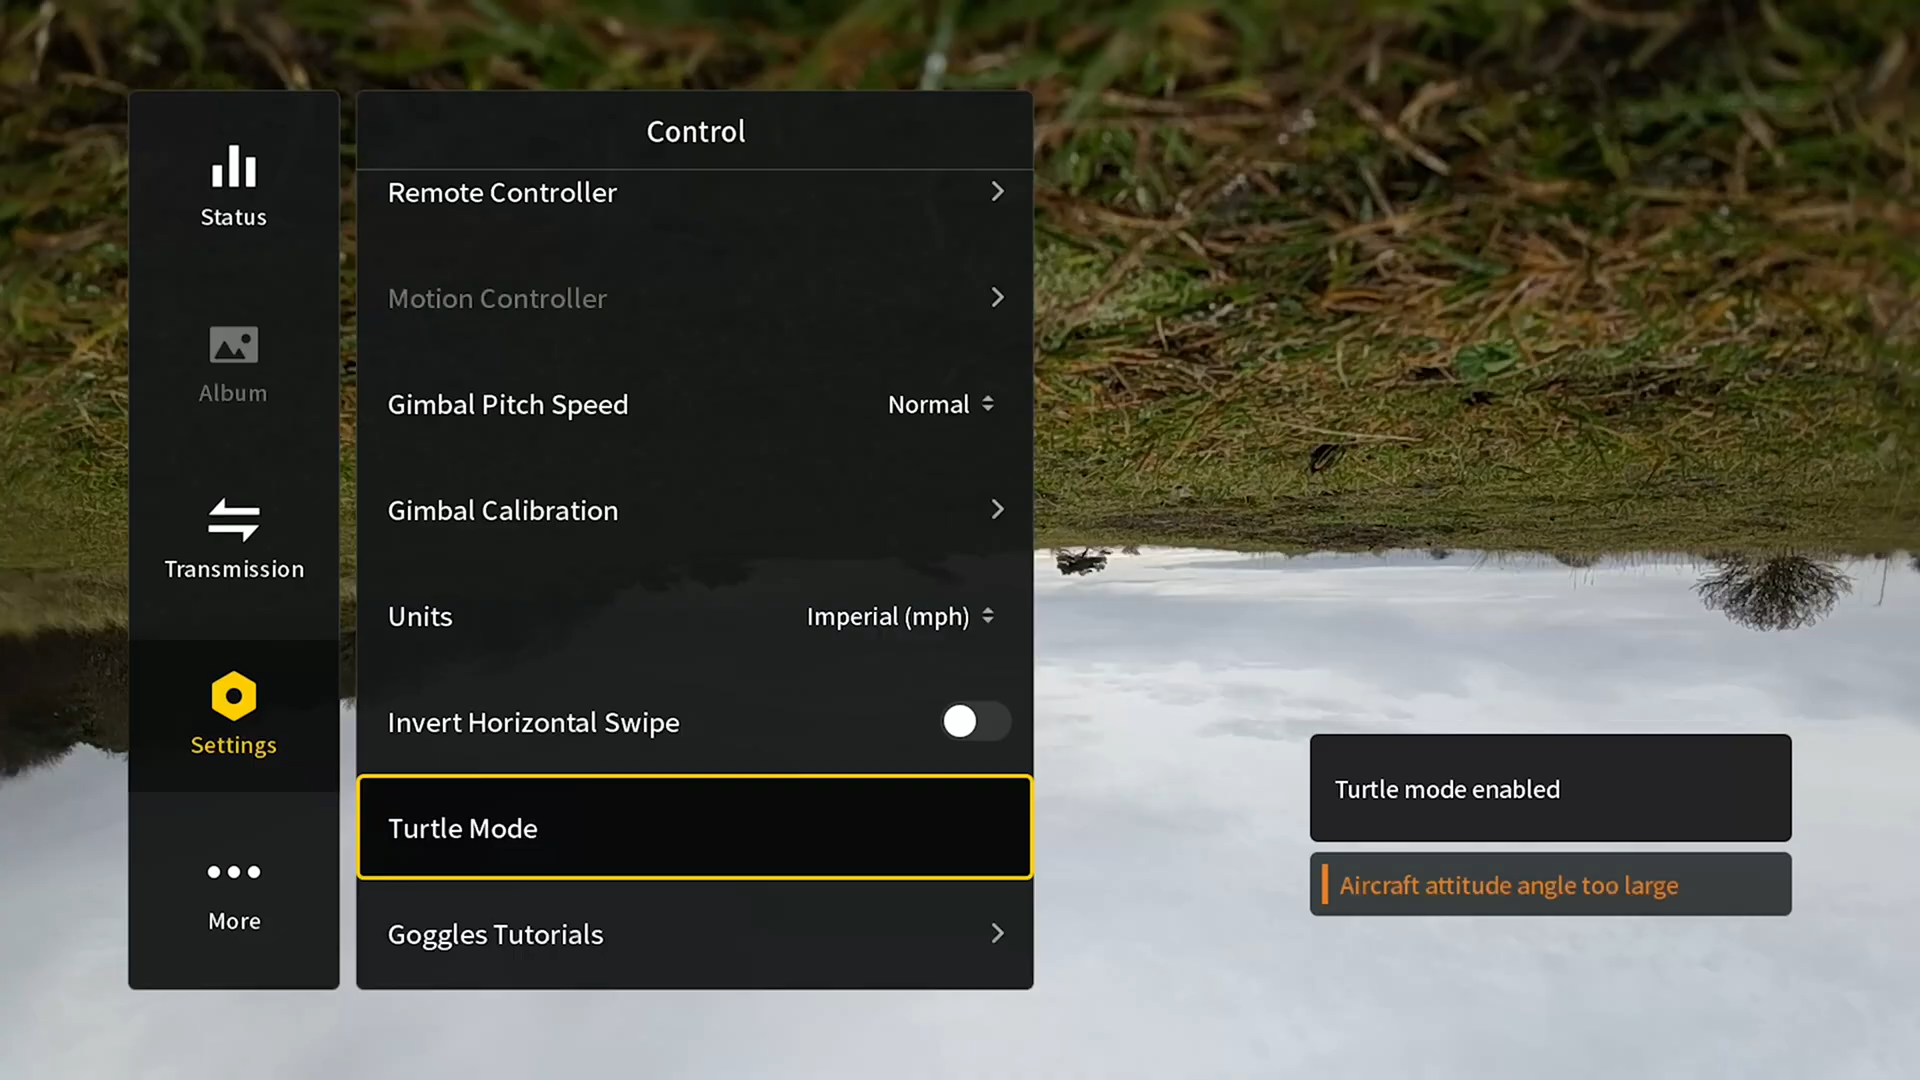 Status
Album
Transmission
Settings
More
Control
Remote Controller
Motion Controller
Gimbal Pitch Speed Normal
Gimbal Calibration
Units Imperial (mph)
Invert Horizontal Swipe
Turtle Mode
Goggles Tutorials
Turtle mode enabled
Aircraft attitude angle too large